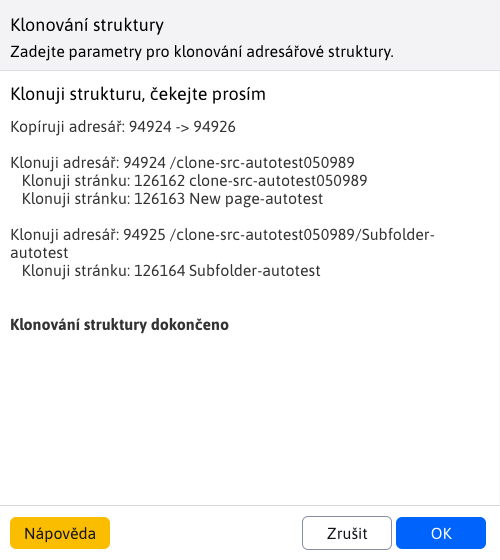 Klonování struktury
Zadejte parametry pro klonování adresářové struktury.
Klonuji strukturu, čekejte prosím
Kopíruji adresář: 94924 -> 94926
Klonuji adresář: 94924 /clone-src-autotest050989
Klonuji stránku: 126162 clone-src-autotest050989
Klonuji stránku: 126163 New page-autotest
Klonuji adresář: 94925 /clone-src-autotest050989/Subfolder-
autotest
Klonuji stránku: 126164 Subfolder-autotest
Klonování struktury dokončeno
Nápověda
Zrušit
OK